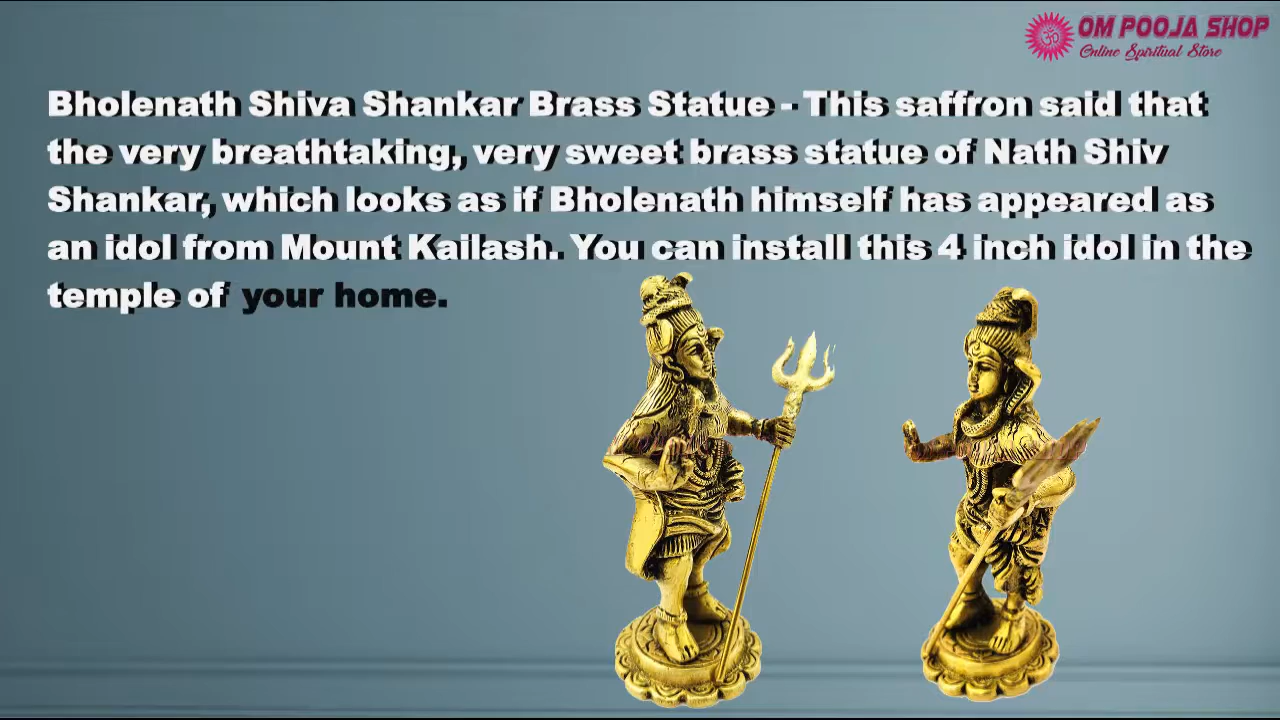 OM POOJA SHOP
Online Spiritual Store
Bholenath Shiva Shankar Brass Statue - This saffron said that
the very breathtaking, very sweet brass statue of Nath Shiv
Shankar, which looks as if Bholenath himself has appeared as
an idol from Mount Kailash. You can install this 4 inch idol in the
temple of your home.